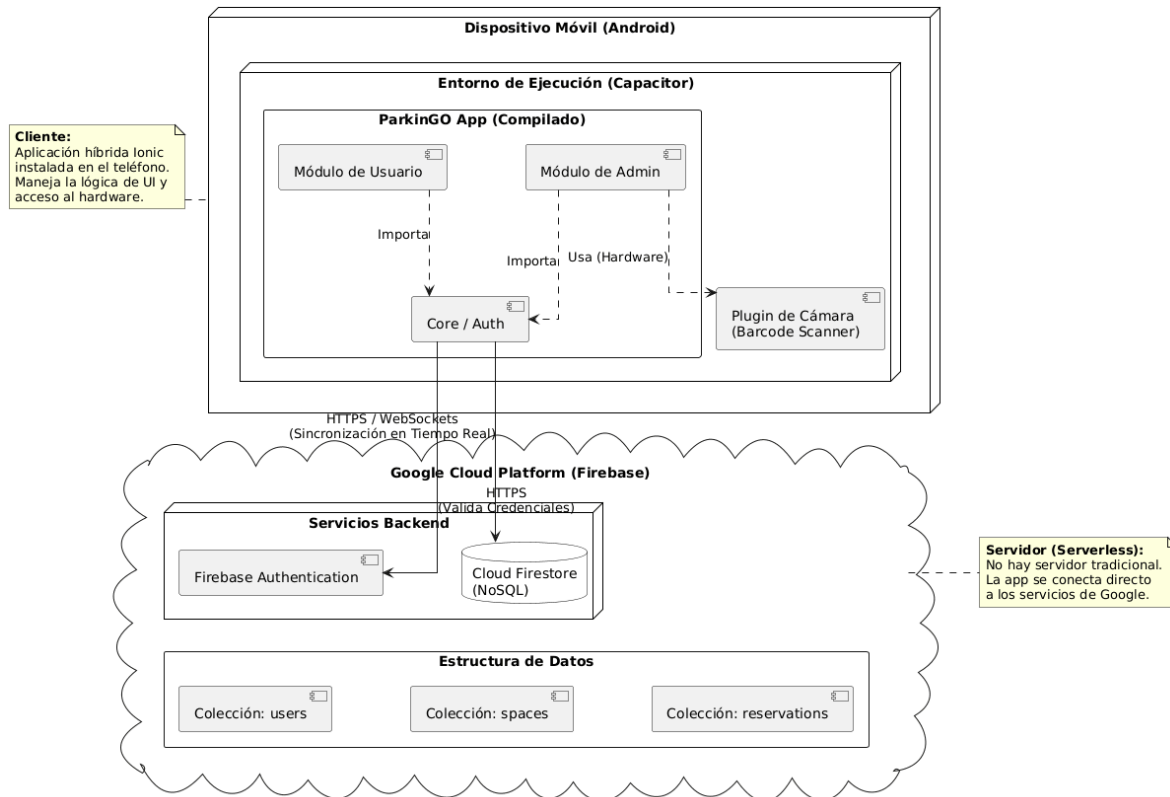 Dispositivo Móvil (Android)
Entorno de Ejecución (Capacitor)
ParkinGO App (Compilado)
Cliente:
Aplicación híbrida Ionic
instalada en el teléfono.
Maneja la lógica de UI y
acceso al hardware.
Módulo de Usuario
Módulo de Admin
Importa
Importa
Usa (Hardware)
Core / Auth
Plugin de Cámara
(Barcode Scanner)
HTTPS / WebSockets
(Sincronización en Tiempo Real)
Google Cloud Platform (Firebase)
HTTPS
(Valida Credenciales)
Servicios Backend
Firebase Authentication
Cloud Firestore
(NoSQL)
Servidor (Serverless):
No hay servidor tradicional.
La app se conecta directo
a los servicios de Google.
Estructura de Datos
Colección: users
Colección: spaces
Colección: reservations